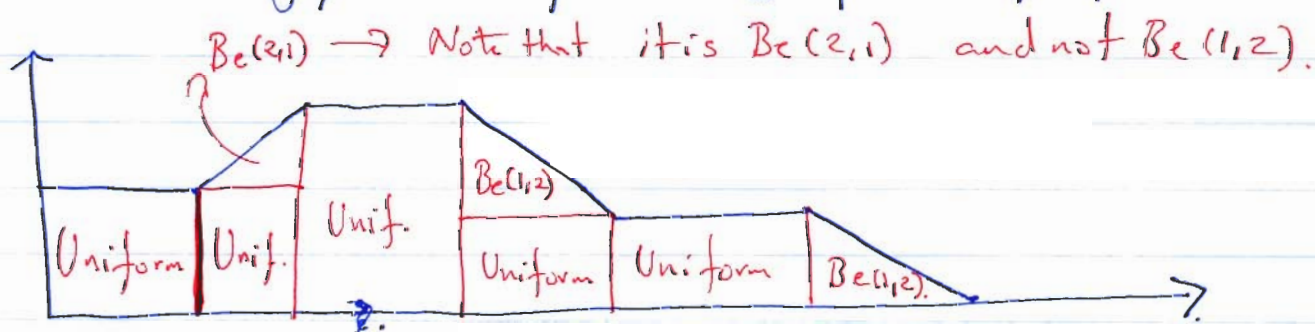 Be(2,1) → Note that it is Be(2,1) and not Be(1,2).
Be(1,2)
Unif.
Uniform Unif. Uniform Uniform Be(1,2).